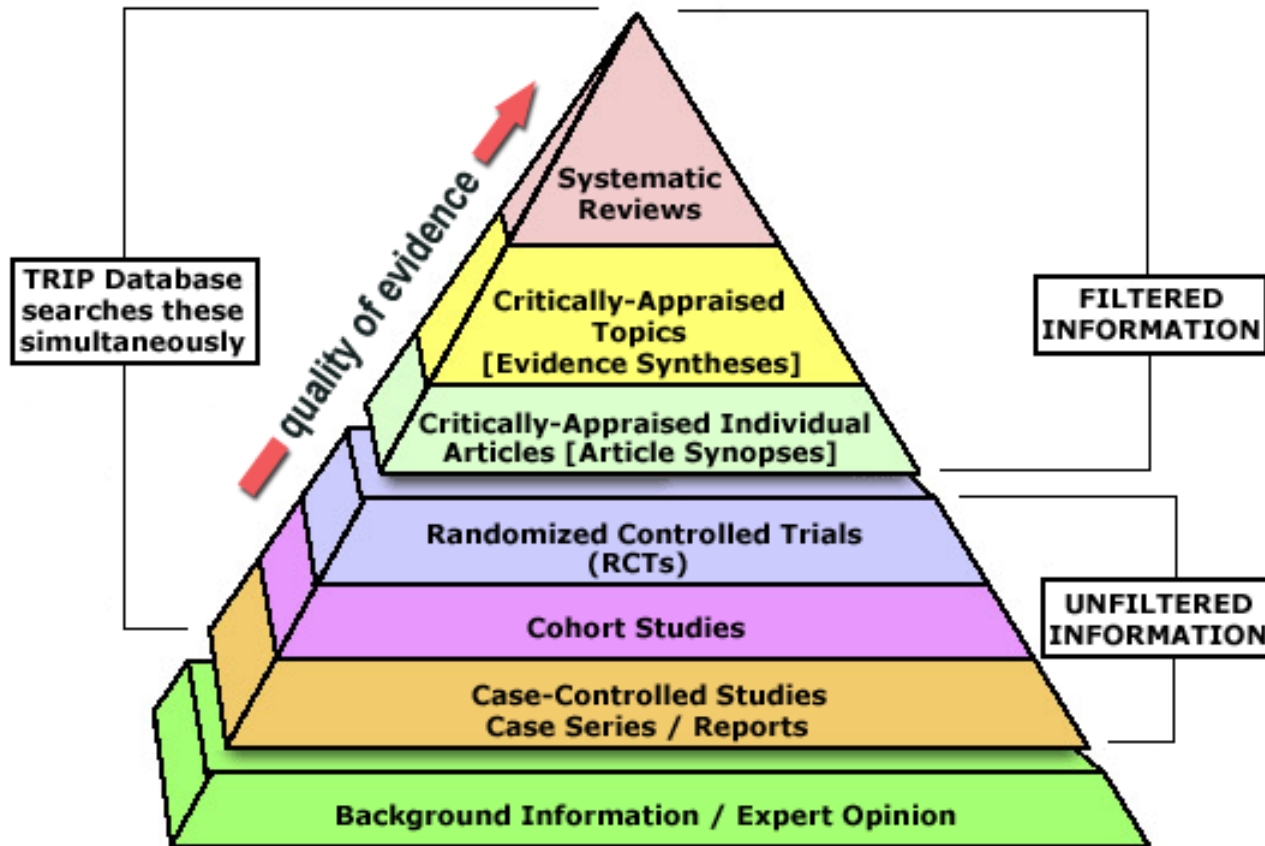 quality of evidence
Systematic
Reviews
TRIP Database
searches these
simultaneously
Critically-Appraised
Topics
[Evidence Syntheses]
FILTERED
INFORMATION
Critically-Appraised Individual
Articles [Article Synopses]
Randomized Controlled Trials
(RCTs)
UNFILTERED
INFORMATION
Cohort Studies
Case-Controlled Studies
Case Series / Reports
Background Information / Expert Opinion